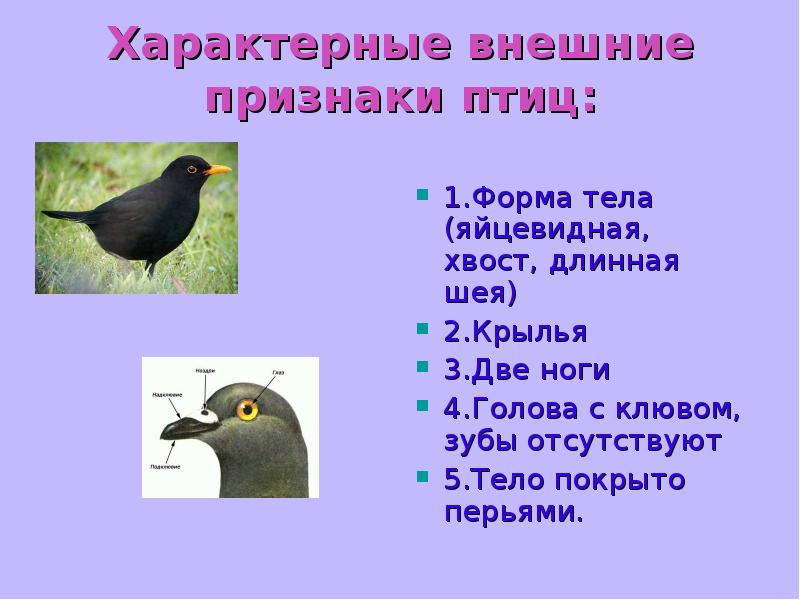 Характерные внешние
признаки птиц:
1.Форма тела
(яйцевидная,
хвост, длинная
шея)
2.Крылья
3.Две ноги
4.Голова с клювом,
зубы отсутствуют
5.Тело покрыто
перьями.
Ноздри
Глаз
Надклювие
Подклювие